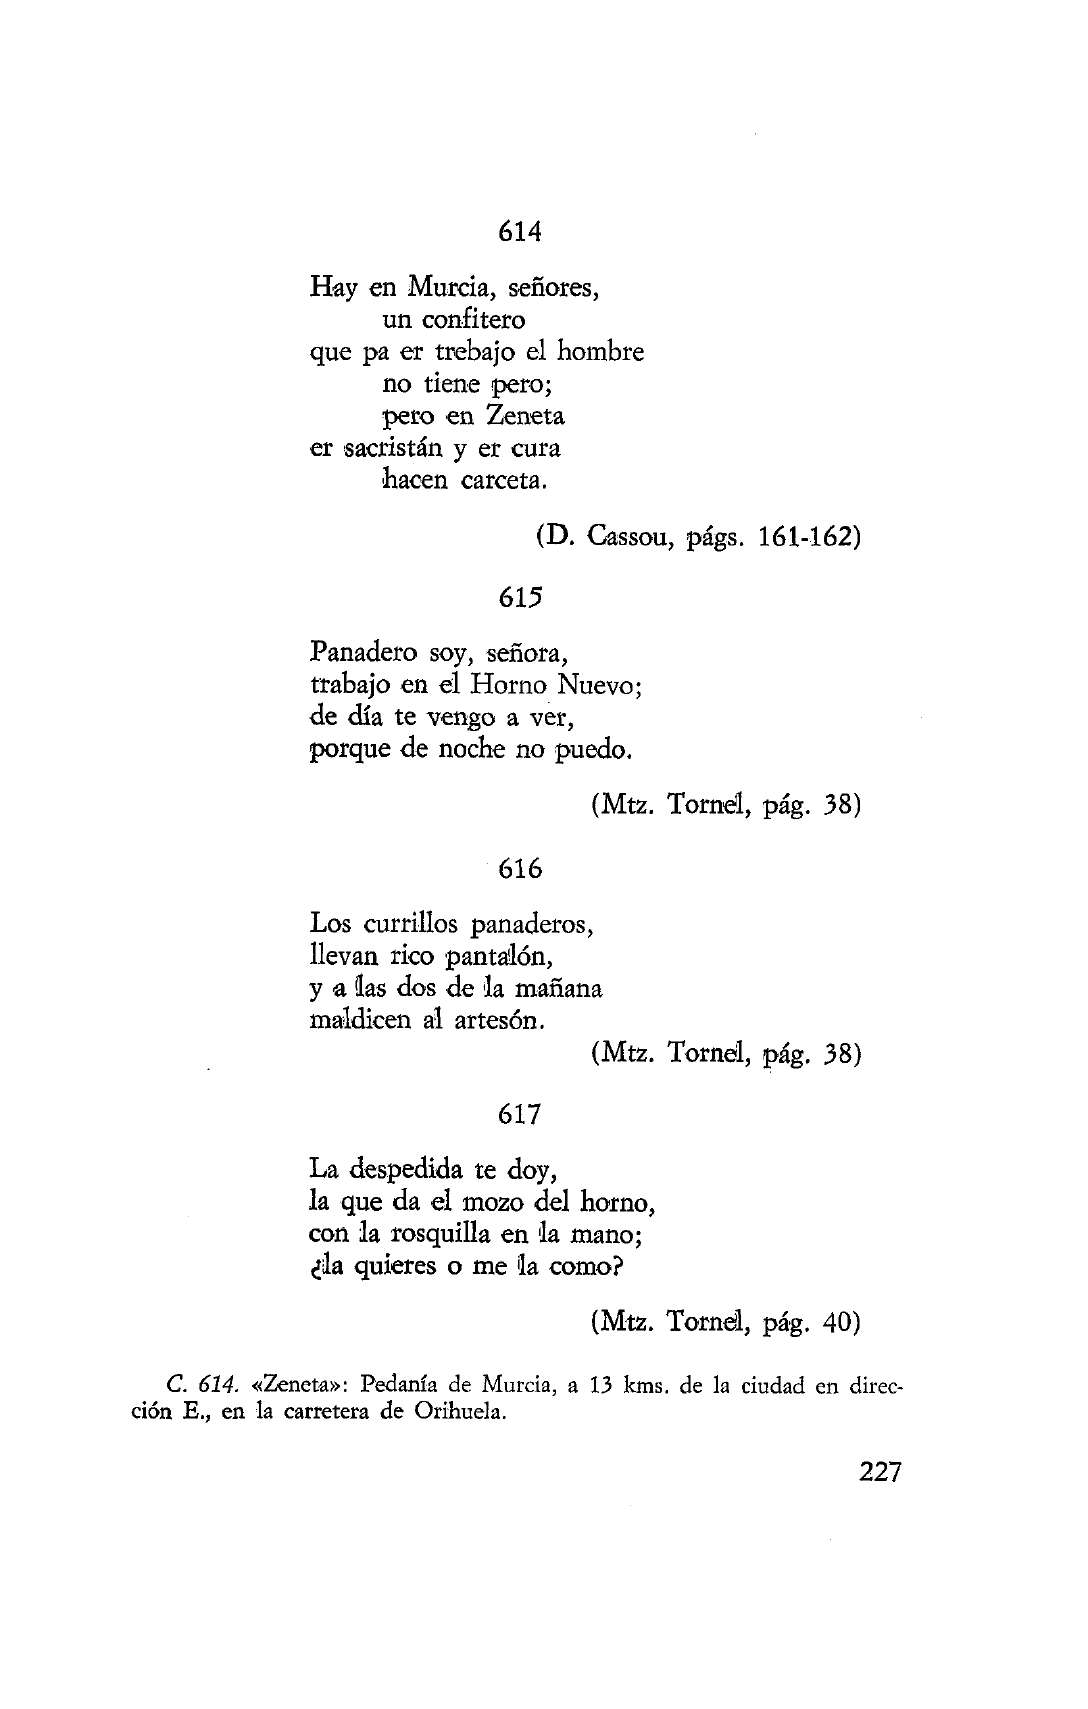 614
Hay en Murcia, señores,
un confitero
que pa er trebajo el hombre
no tiene pero;
pero en Zeneta
er sacristán y er cura
hacen carceta.
(D. Cassou, págs. 161-162)
615
Panadero soy, señora,
trabajo en el Horno Nuevo;
de día te vengo a ver,
porque de noche no puedo.
(Mtz. Tornel, pág. 38)
616
Los currillos panaderos,
llevan rico pantalón,
y a las dos de la mañana
maldicen al artesón.
(Mtz. Tornel, pág. 38)
617
La despedida te doy,
la que da el mozo del horno,
con la rosquilla en la mano;
¿la quieres o me la como?
(Mtz. Tornel, pág. 40)
C. 614. «Zeneta»: Pedanía de Murcia, a 13 kms. de la ciudad en direc-
ción E., en la carretera de Orihuela.
227